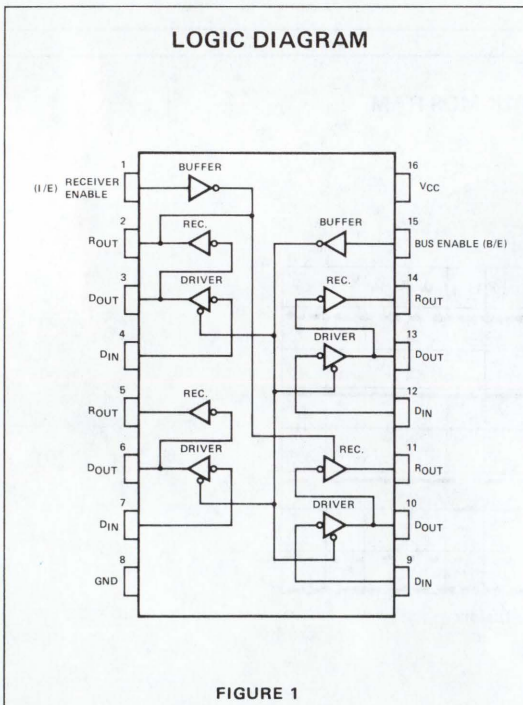 LOGIC DIAGRAM
1
(I/E) RECEIVER ENABLE
BUFFER
16
VCC
2
ROUT
REC.
BUFFER
15
BUS ENABLE (B/E)
3
DOUT
DRIVER
REC.
14
ROUT
4
DIN
DRIVER
13
DOUT
5
ROUT
REC.
12
DIN
6
DOUT
DRIVER
REC.
11
ROUT
7
DIN
DRIVER
10
DOUT
8
GND
9
DIN
FIGURE 1